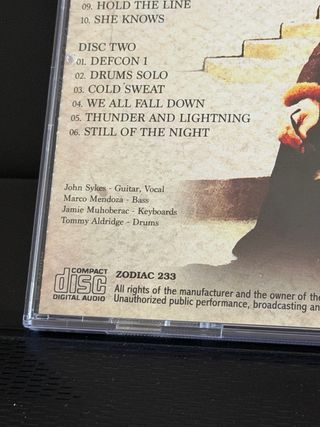 09. HOLD THE LINE
10. SHE KNOWS
DISC TWO
01. DEFCON 1
02. DRUMS SOLO
03. COLD SWEAT
04. WE ALL FALL DOWN
05. THUNDER AND LIGHTNING
06. STILL OF THE NIGHT
John Sykes - Guitar, Vocal
Marco Mendoza - Bass
Jamie Muhoberac - Keyboards
Tommy Aldridge - Drums
COMPACT
disc
DIGITAL AUDIO
ZODIAC 233
All rights of the manufacturer and the owner of the
Unauthorized public performance, broadcasting an